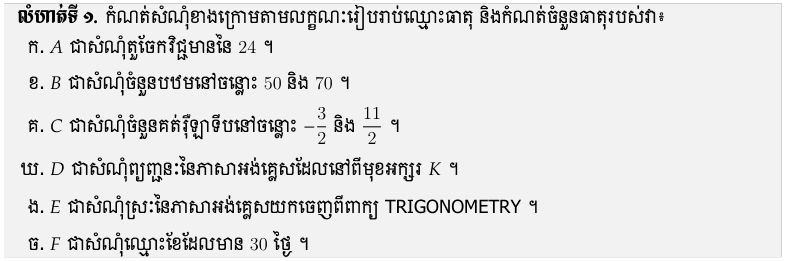 លំហាត់ទី ១. កំណត់សំណុំខាងក្រោមតាមលក្ខណៈរៀបរាប់ឈ្មោះធាតុ និងកំណត់ចំនួនធាតុរបស់វា៖
ក. A ជាសំណុំតួចែកវិជ្ជមាននៃ 24 ។
ខ. B ជាសំណុំចំនួនបឋមនៅចន្លោះ 50 និង 70 ។
គ. C ជាសំណុំចំនួនគត់រ៉ឺឡាទីបនៅចន្លោះ −3/2 និង 11/2 ។
ឃ. D ជាសំណុំព្យញ្ជនៈនៃភាសាអង់គ្លេសដែលនៅពីមុខអក្សរ K ។
ង. E ជាសំណុំស្រៈនៃភាសាអង់គ្លេសយកចេញពីពាក្យ TRIGONOMETRY ។
ច. F ជាសំណុំឈ្មោះខែដែលមាន 30 ថ្ងៃ ។